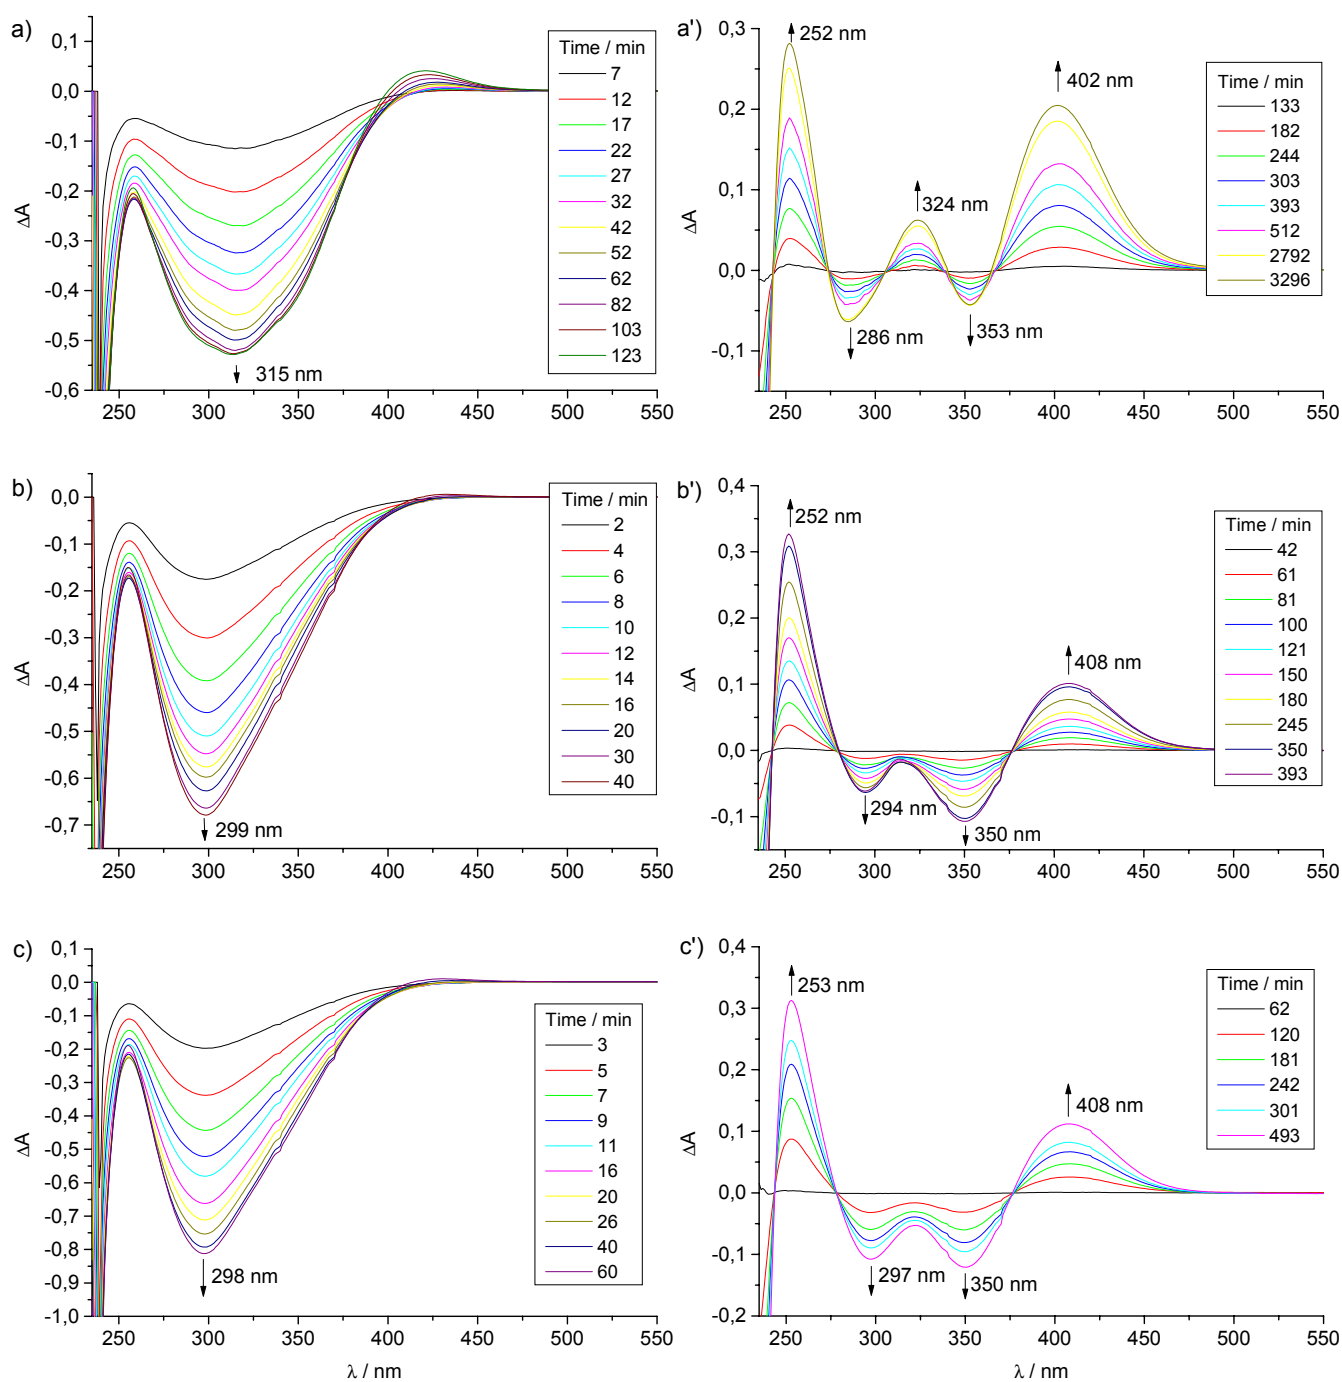 a)
0,1
0,0
-0,1
-0,2
-0,3
-0,4
-0,5
-0,6
ΔA
250 300 350 400 450 500 550
315 nm
Time / min
7
12
17
22
27
32
42
52
62
82
103
123
a')
0,3
0,2
0,1
0,0
-0,1
ΔA
250 300 350 400 450 500 550
252 nm
402 nm
324 nm
286 nm
353 nm
Time / min
133
182
244
303
393
512
2792
3296
b)
0,0
-0,1
-0,2
-0,3
-0,4
-0,5
-0,6
-0,7
ΔA
250 300 350 400 450 500 550
299 nm
Time / min
2
4
6
8
10
12
14
16
20
30
40
b')
0,4
0,3
0,2
0,1
0,0
-0,1
ΔA
250 300 350 400 450 500 550
252 nm
408 nm
294 nm
350 nm
Time / min
42
61
81
100
121
150
180
245
350
393
c)
0,1
0,0
-0,1
-0,2
-0,3
-0,4
-0,5
-0,6
-0,7
-0,8
-0,9
-1,0
ΔA
250 300 350 400 450 500 550
λ / nm
298 nm
Time / min
3
5
7
9
11
16
20
26
40
60
c')
0,4
0,3
0,2
0,1
0,0
-0,1
-0,2
ΔA
250 300 350 400 450 500 550
λ / nm
253 nm
408 nm
297 nm
350 nm
Time / min
62
120
181
242
301
493